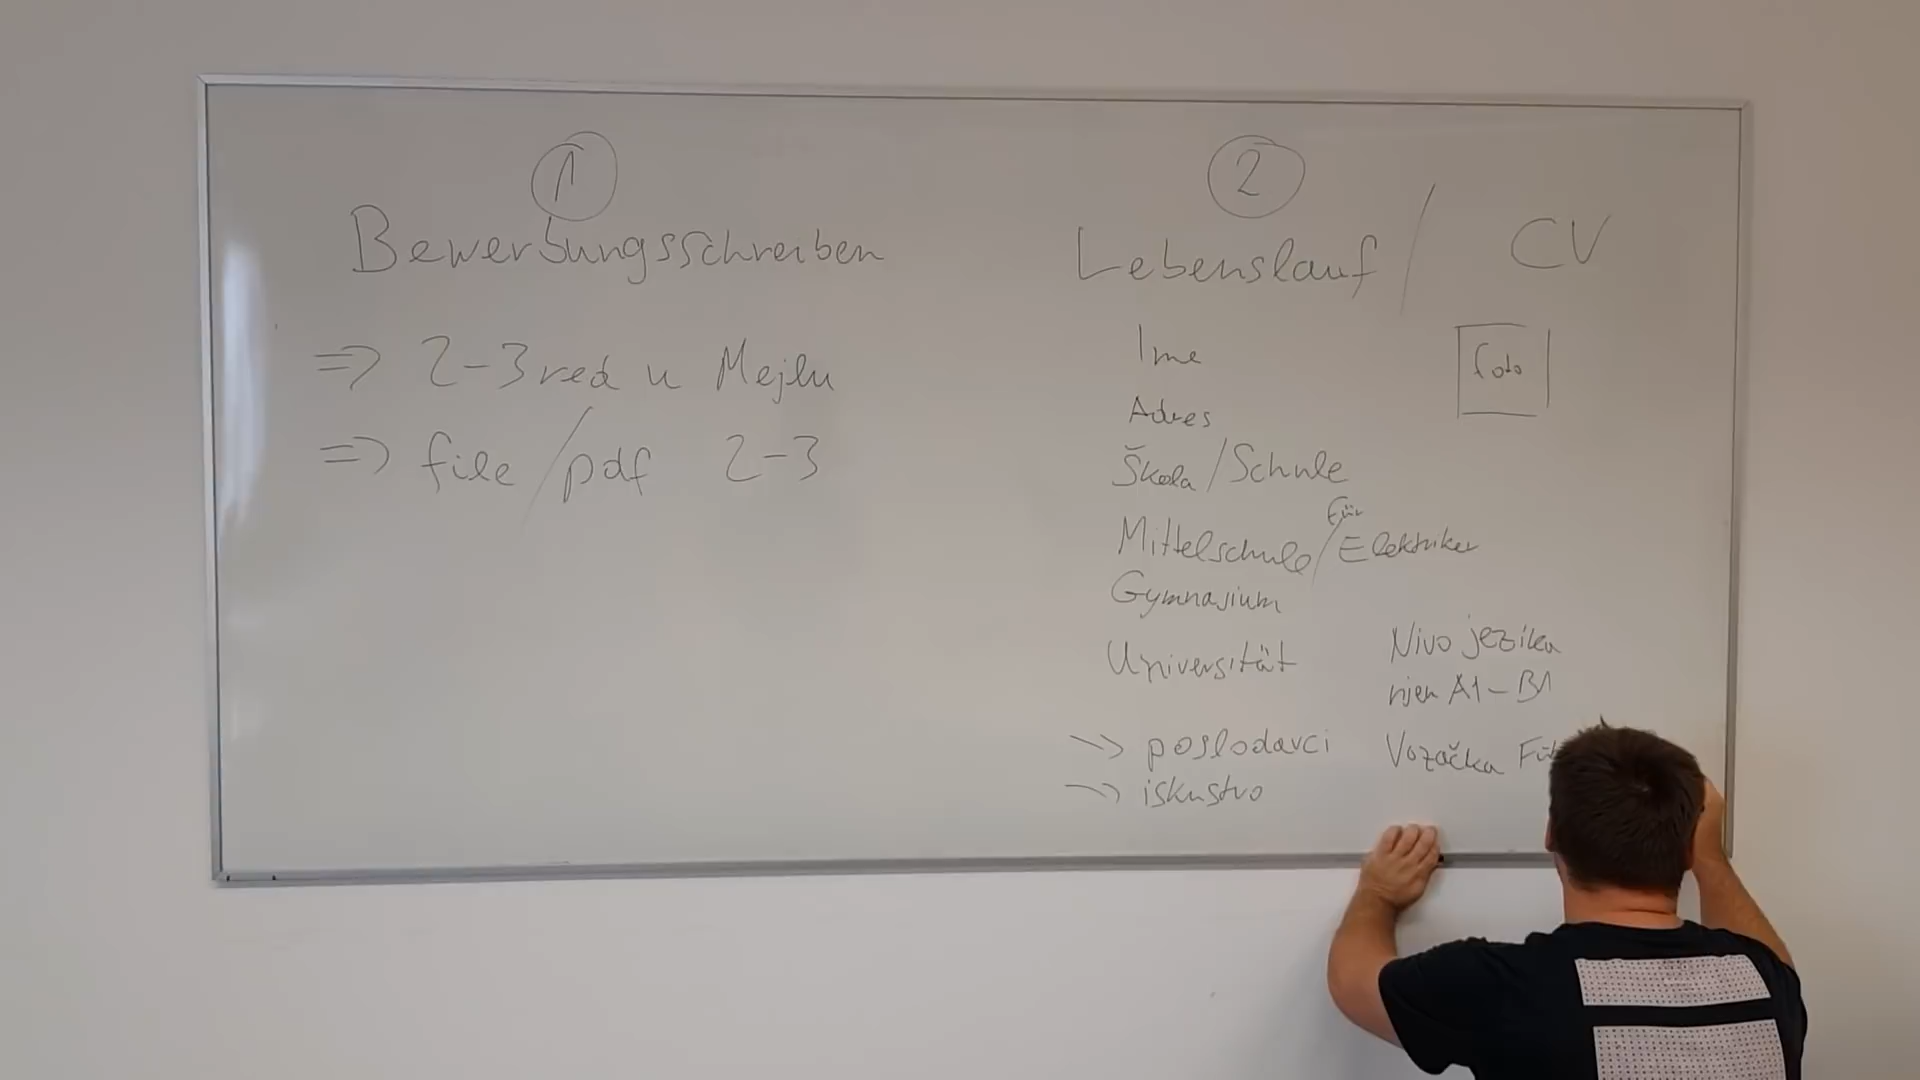 1
Bewerbungsschreiben
=> 2-3 red u Mejlu
=> file/pdf 2-3
2
Lebenslauf / CV
foto
Ime
Adres
Škola/Schule
Mittelschule/für Elektriker
Gymnasium
Universität
-> poslodavci
-> iskustvo
Nivo jezika
A1-B1
Vozačka